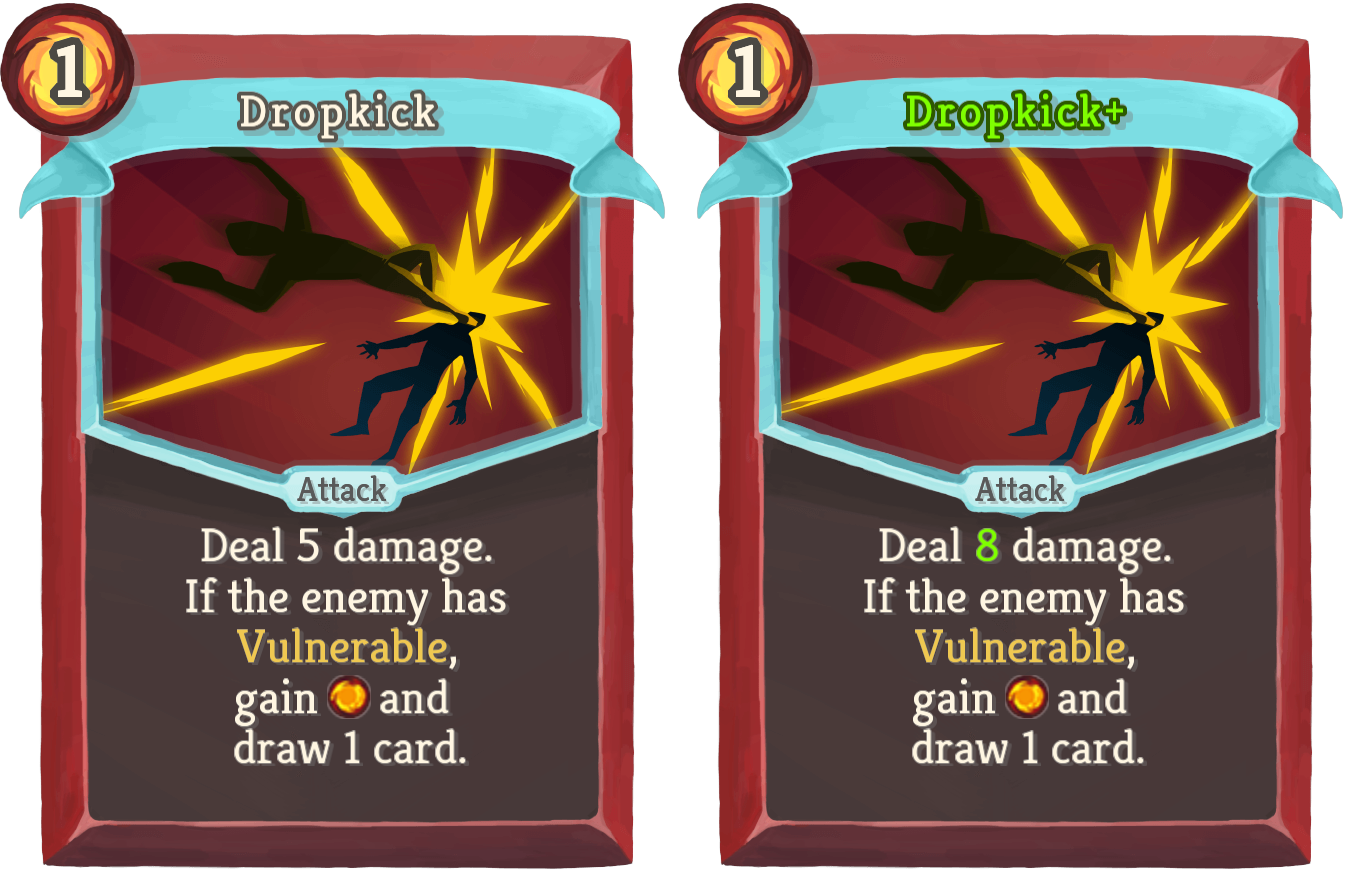 1
Dropkick
Attack
Deal 5 damage.
If the enemy has
Vulnerable,
gain and
draw 1 card.
1
Dropkick+
Attack
Deal 8 damage.
If the enemy has
Vulnerable,
gain and
draw 1 card.